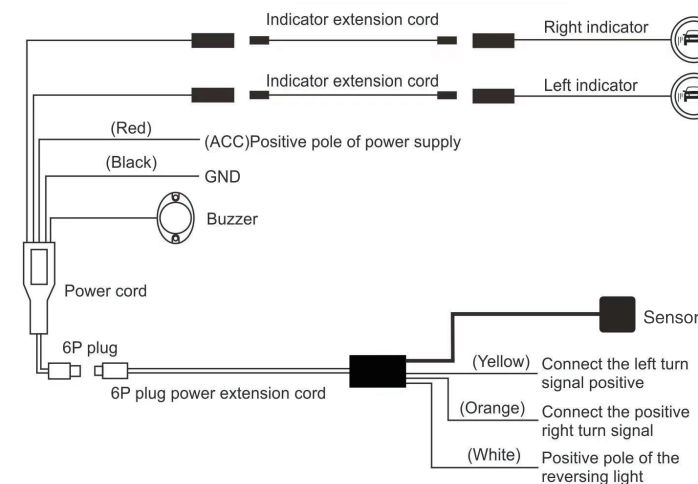 Indicator extension cord
Right indicator
Indicator extension cord
Left indicator
(Red)
(ACC)Positive pole of power supply
(Black)
GND
Buzzer
Power cord
6P plug
6P plug power extension cord
Sensor
(Yellow)
Connect the left turn
signal positive
(Orange)
Connect the positive
right turn signal
(White)
Positive pole of the
reversing light